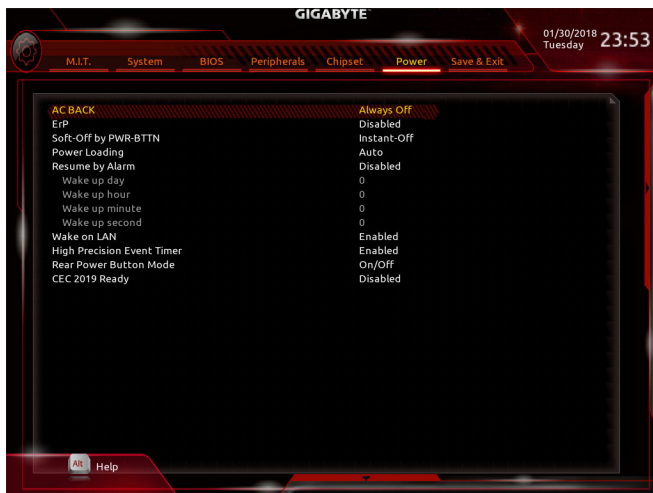 GIGABYTE™
01/30/2018 23:53
Tuesday
M.I.T. System BIOS Peripherals Chipset Power Save & Exit
AC BACK Always Off
ErP Disabled
Soft-Off by PWR-BTTN Instant-Off
Power Loading Auto
Resume by Alarm Disabled
Wake up day 0
Wake up hour 0
Wake up minute 0
Wake up second 0
Wake on LAN Enabled
High Precision Event Timer Enabled
Rear Power Button Mode On/Off
CEC 2019 Ready Disabled
Alt Help